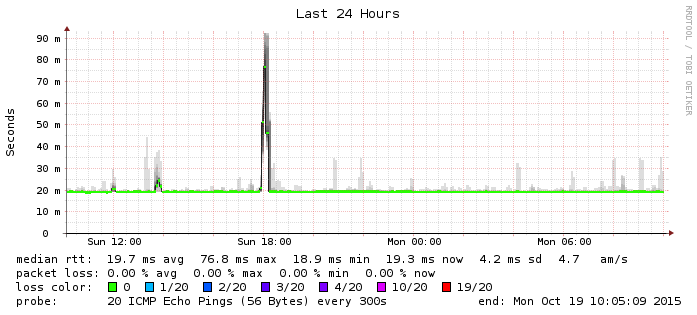 Last 24 Hours
RRDTOOL / TOBI OETIKER
Seconds
90 m
80 m
70 m
60 m
50 m
40 m
30 m
20 m
10 m
0
Sun 12:00 Sun 18:00 Mon 00:00 Mon 06:00
median rtt: 19.7 ms avg 76.8 ms max 18.9 ms min 19.3 ms now 4.2 ms sd 4.7 am/s
packet loss: 0.00 % avg 0.00 % max 0.00 % min 0.00 % now
loss color: 0 1/20 2/20 3/20 4/20 10/20 19/20
probe: 20 ICMP Echo Pings (56 Bytes) every 300s end: Mon Oct 19 10:05:09 2015